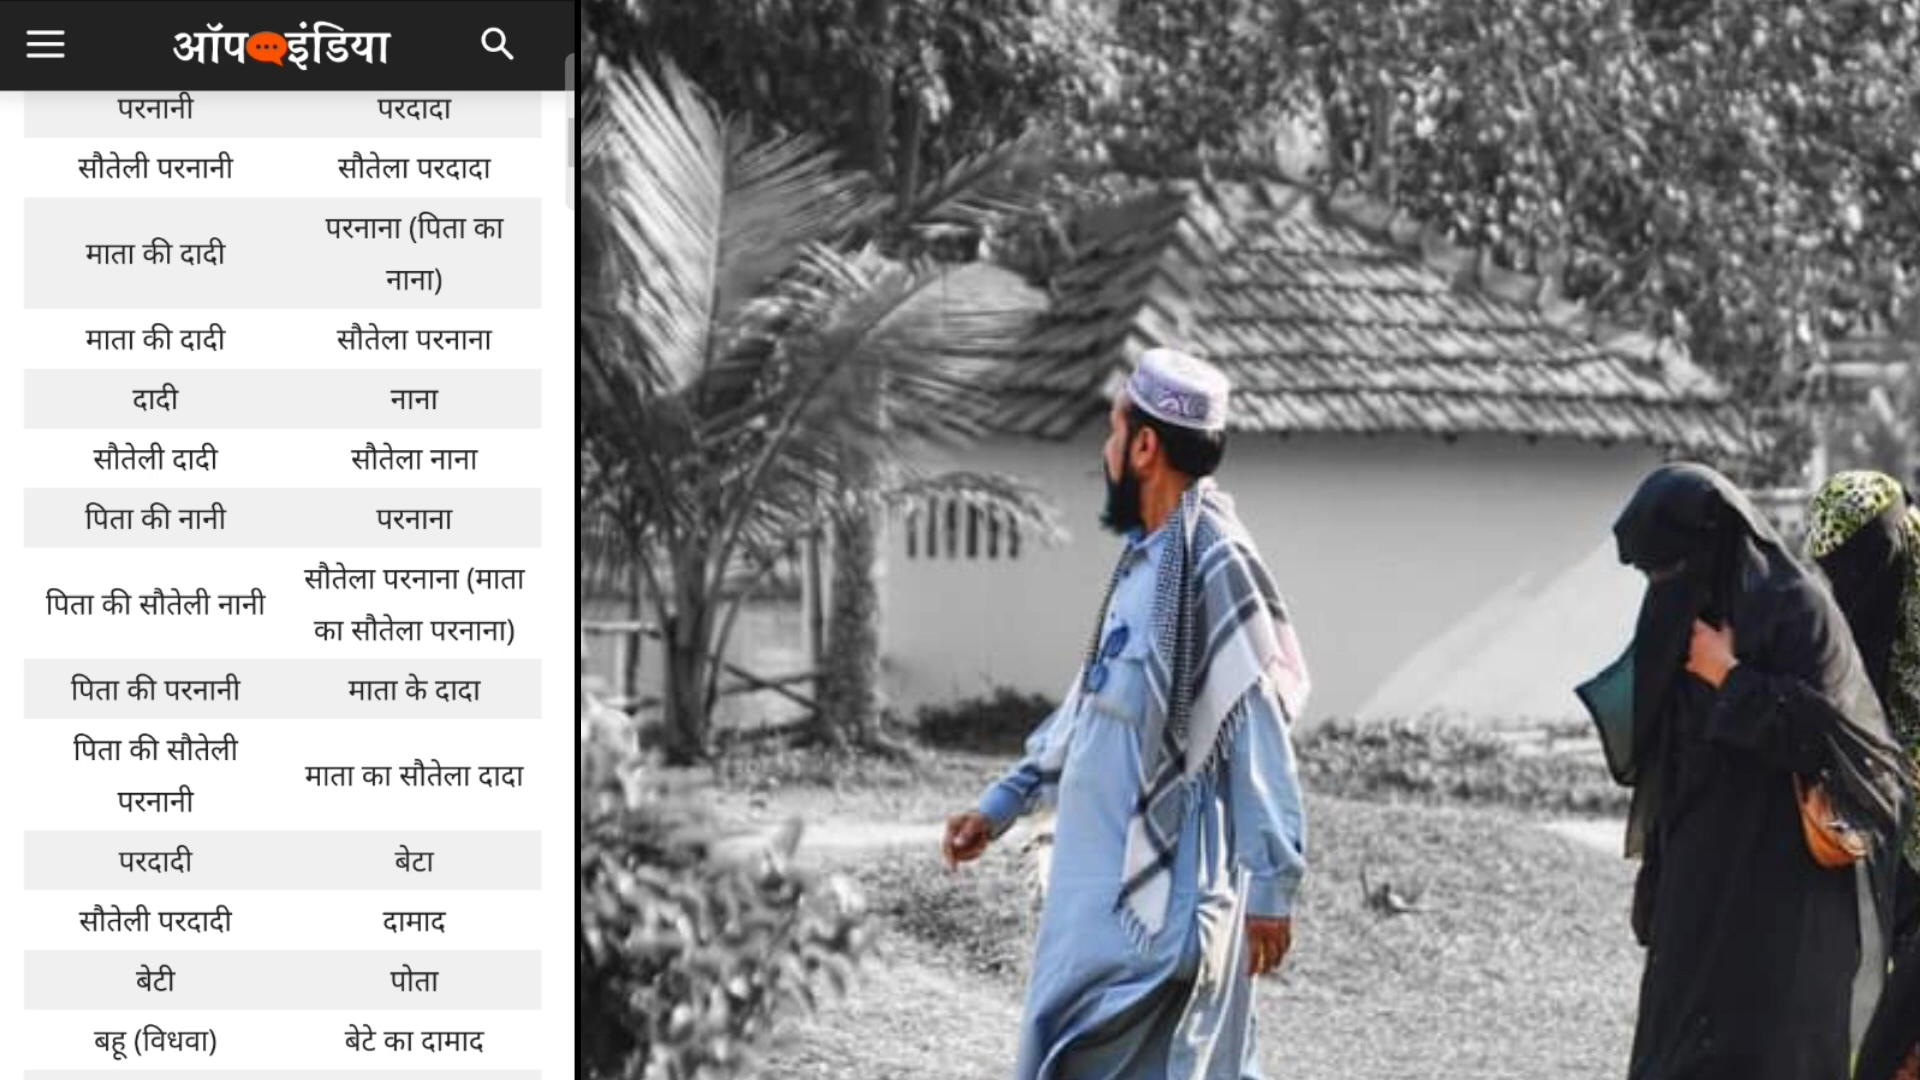 ऑपइंडिया
परनानी परदादा
सौतेली परनानी सौतेला परदादा
माता की दादी परनाना (पिता का
नाना)
माता की दादी सौतेला परनाना
दादी नाना
सौतेली दादी सौतेला नाना
पिता की नानी परनाना
पिता की सौतेली नानी सौतेला परनाना (माता
का सौतेला परनाना)
पिता की परनानी माता के दादा
पिता की सौतेली
परनानी
माता का सौतेला दादा
परदादी बेटा
सौतेली परदादी दामाद
बेटी पोता
बहू (विधवा) बेटे का दामाद